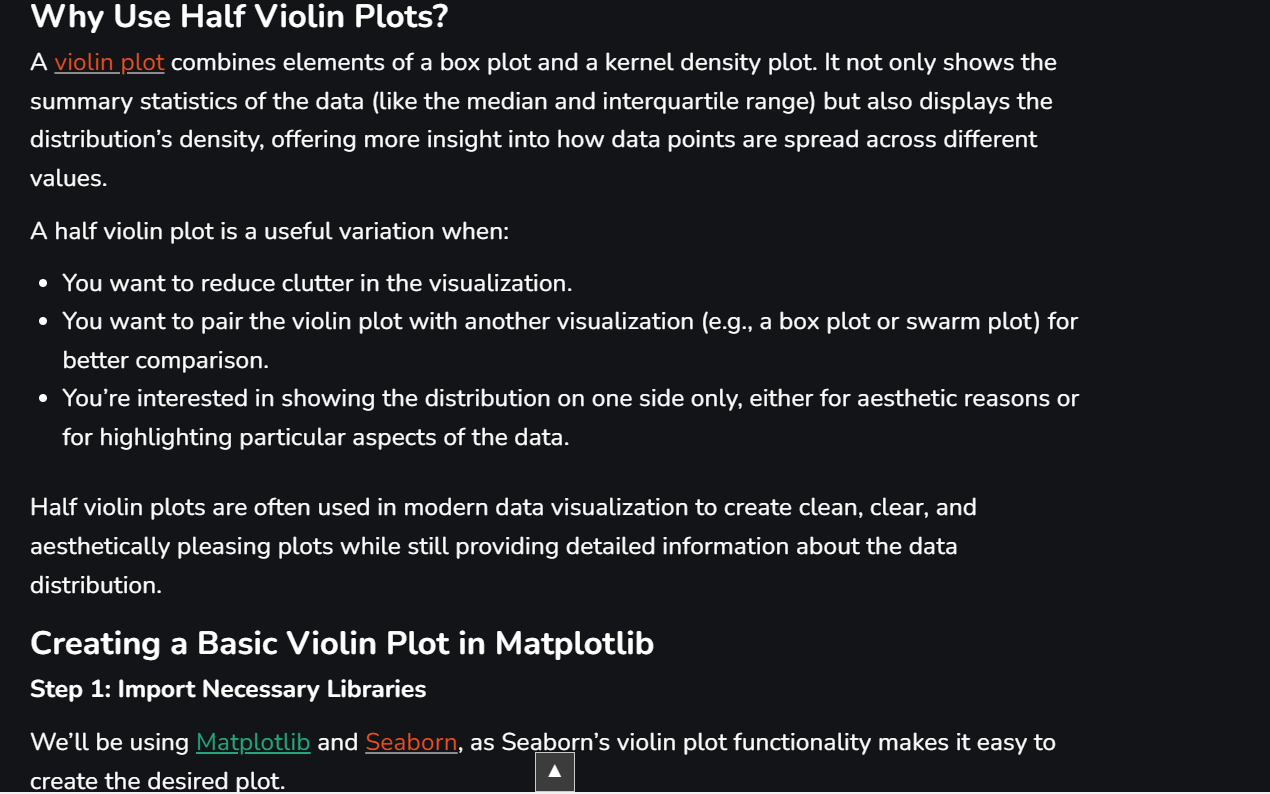 Why Use Half Violin Plots?
A violin plot combines elements of a box plot and a kernel density plot. It not only shows the
summary statistics of the data (like the median and interquartile range) but also displays the
distribution’s density, offering more insight into how data points are spread across different
values.
A half violin plot is a useful variation when:
• You want to reduce clutter in the visualization.
• You want to pair the violin plot with another visualization (e.g., a box plot or swarm plot) for
better comparison.
• You’re interested in showing the distribution on one side only, either for aesthetic reasons or
for highlighting particular aspects of the data.
Half violin plots are often used in modern data visualization to create clean, clear, and
aesthetically pleasing plots while still providing detailed information about the data
distribution.
Creating a Basic Violin Plot in Matplotlib
Step 1: Import Necessary Libraries
We’ll be using Matplotlib and Seaborn, as Seaborn’s violin plot functionality makes it easy to
create the desired plot.